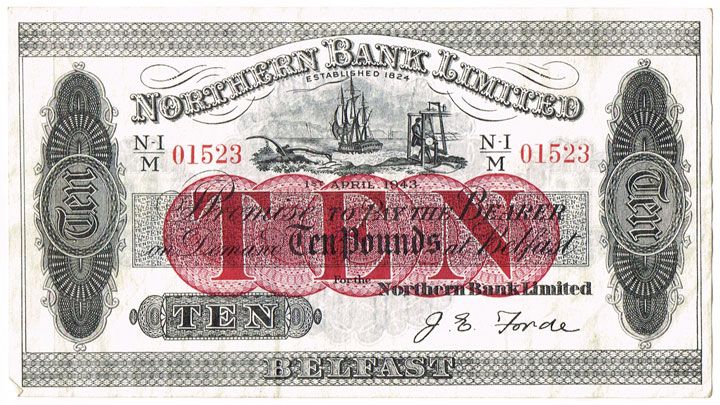 NORTHERN BANK LIMITED
ESTABLISHED 1824
N-I
M 01523
N-I
M 01523
1ST APRIL 1943
Ten
Ten
Promise TO PAY THE BEARER
on Demand Ten Pounds at Belfast
TEN
For the
Northern Bank Limited
TEN
J. E. Forde
BELFAST